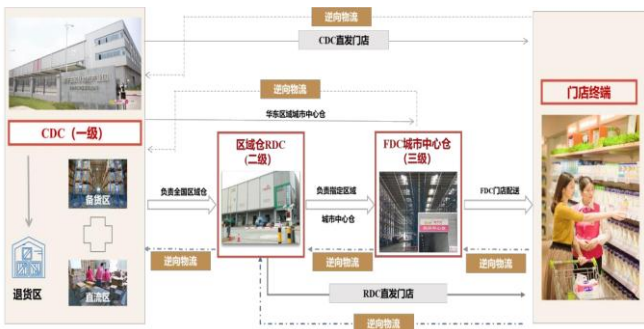 逆向物流
CDC直发门店
逆向物流
华东区域城市中心仓
CDC（一级）
备货区
退货区
直流区
负责全国区域仓
逆向物流
区域仓RDC
（二级）
负责指定区域
城市中心仓
逆向物流
FDC城市中心仓
（三级）
FDC门店配送
逆向物流
RDC直发门店
逆向物流
门店终端